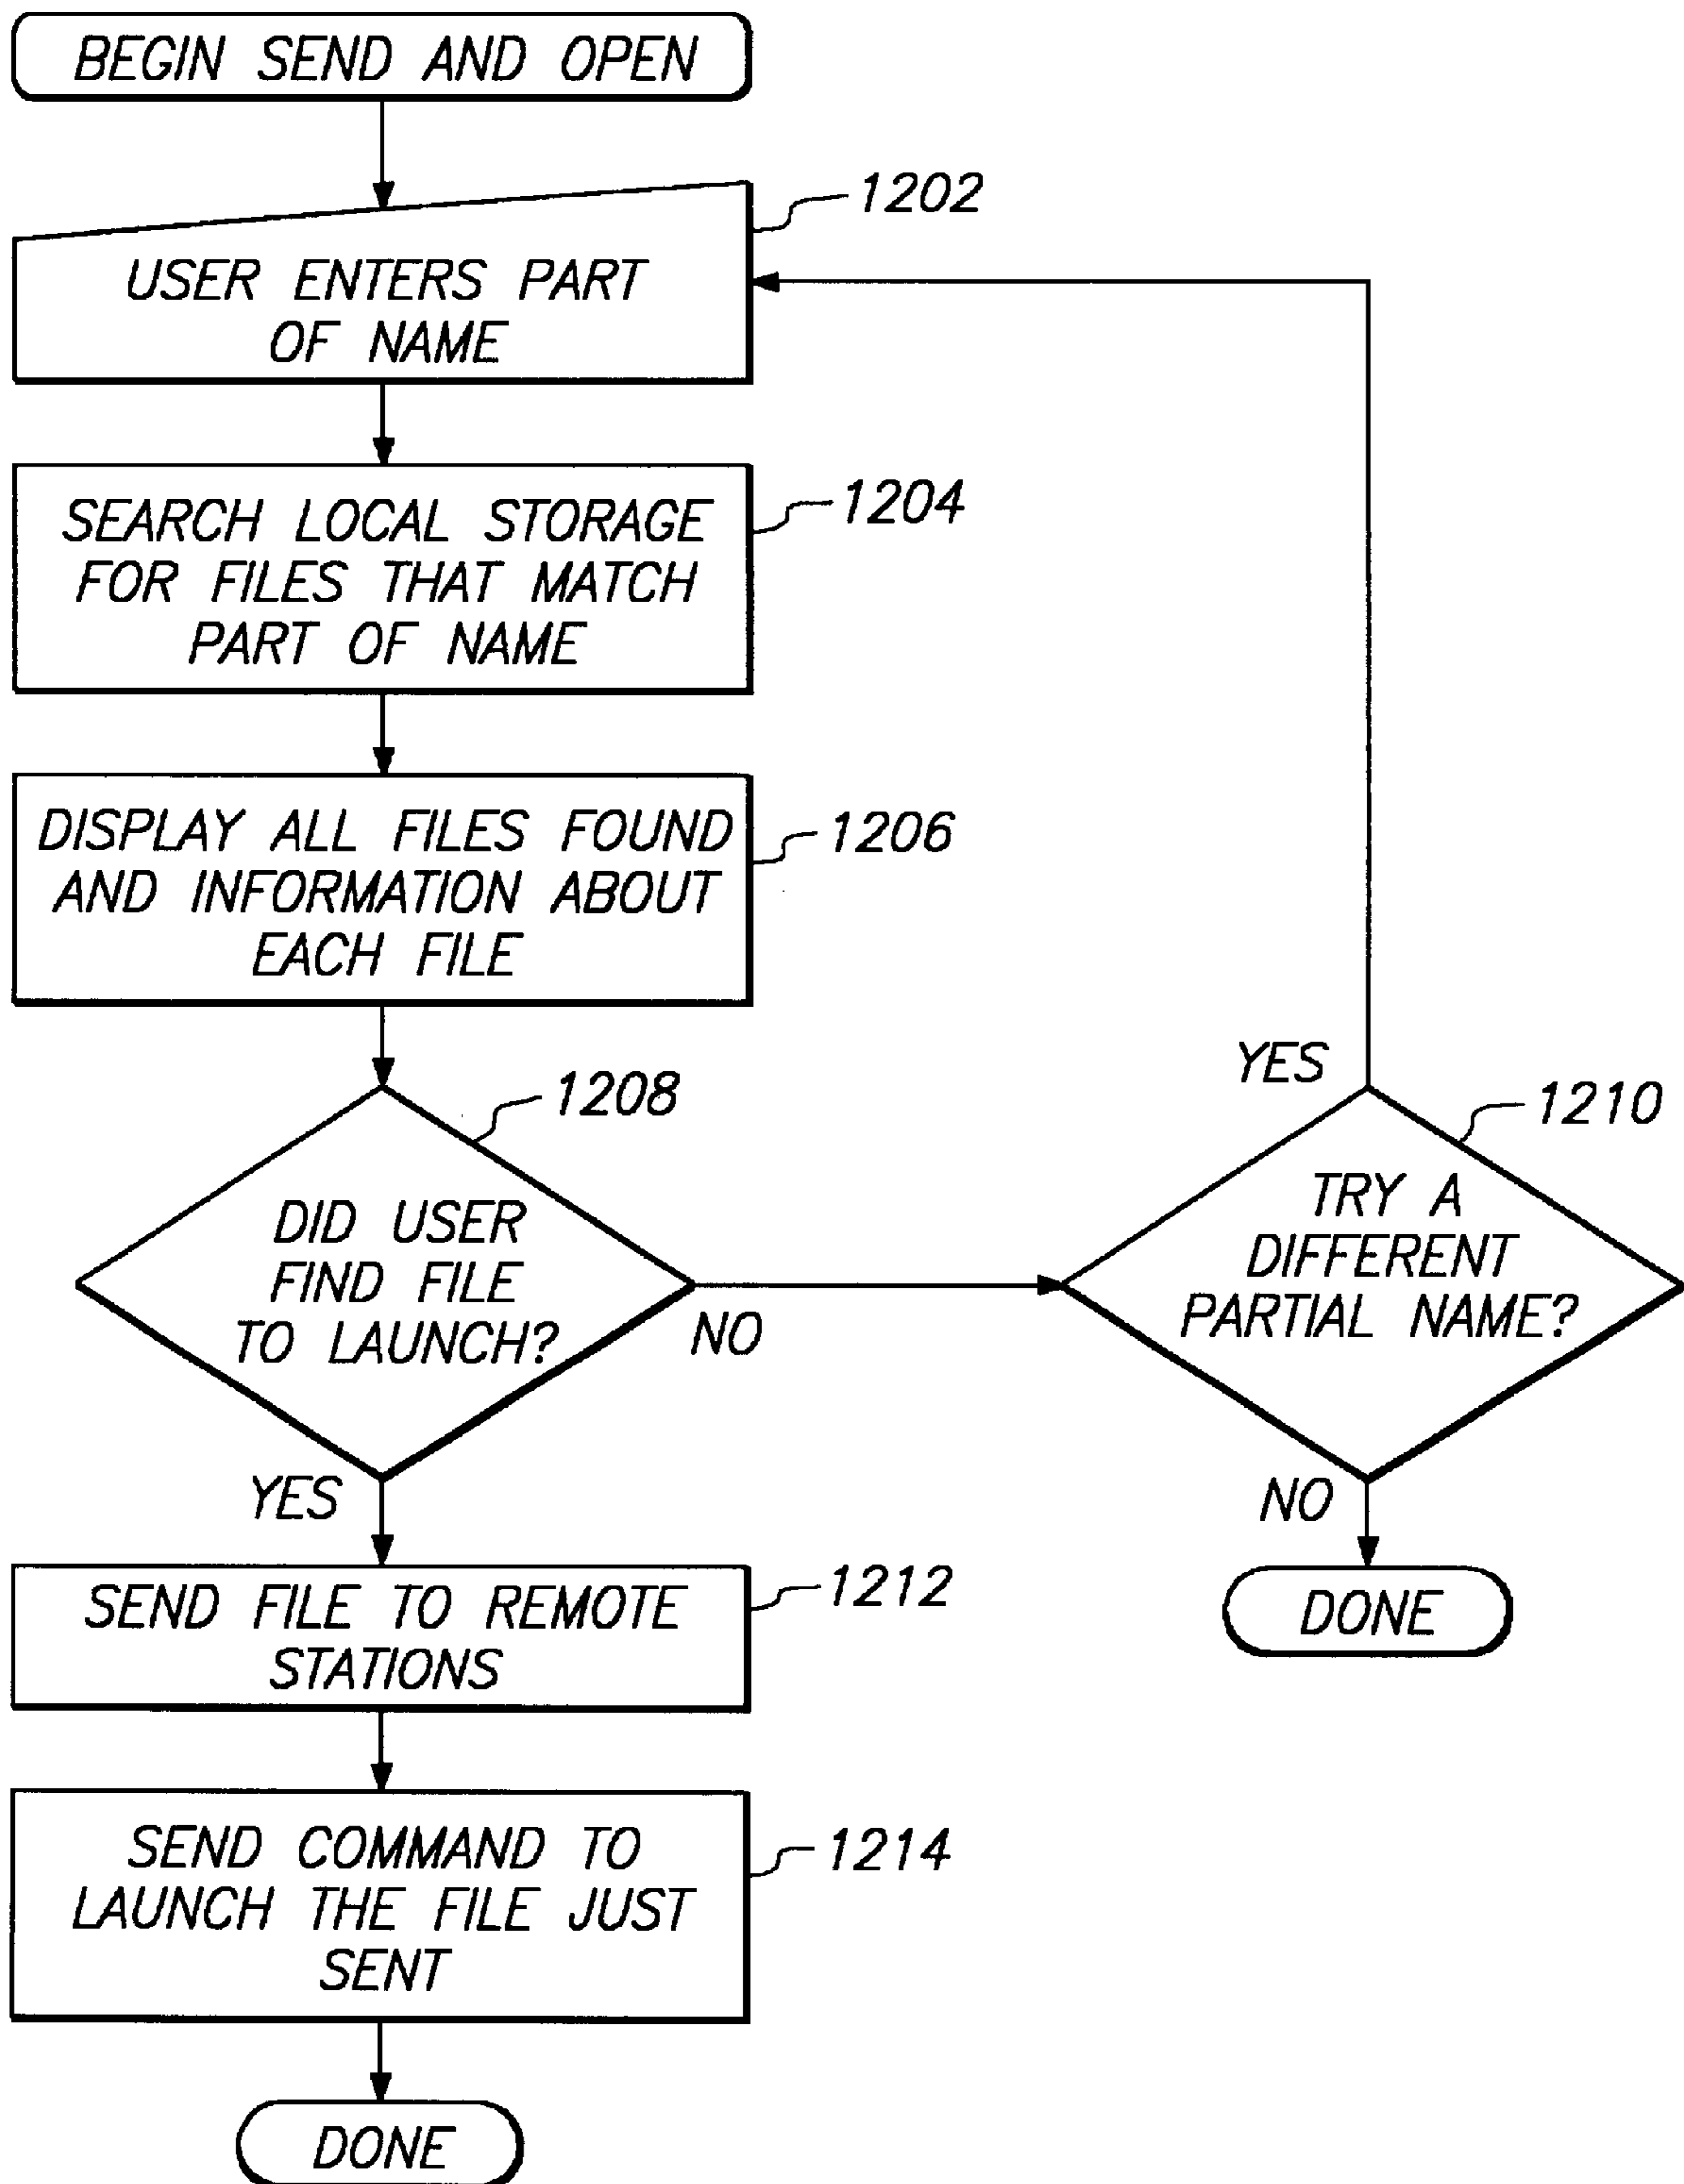 BEGIN SEND AND OPEN
1202
USER ENTERS PART
OF NAME
1204
SEARCH LOCAL STORAGE
FOR FILES THAT MATCH
PART OF NAME
1206
DISPLAY ALL FILES FOUND
AND INFORMATION ABOUT
EACH FILE
1208
DID USER
FIND FILE
TO LAUNCH?
NO
YES
1210
TRY A
DIFFERENT
PARTIAL NAME?
YES
NO
DONE
1212
SEND FILE TO REMOTE
STATIONS
1214
SEND COMMAND TO
LAUNCH THE FILE JUST
SENT
DONE